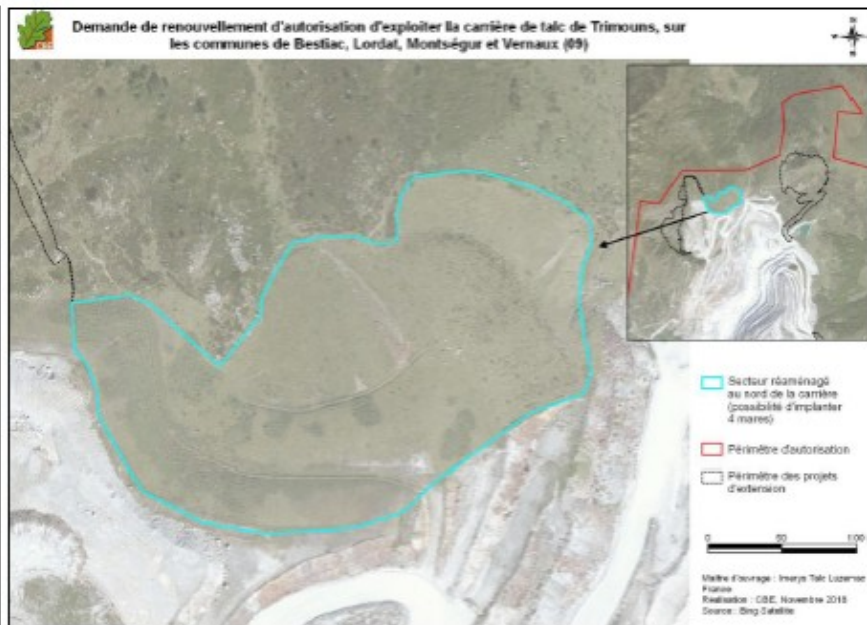 Demande de renouvellement d'autorisation d'exploiter la carrière de talc de Trimouns, sur
les communes de Bestiac, Lordat, Montségur et Vernaux (09)
Secteur réaménagé
au nord de la carrière
(possibilité d'implanter
4 mares)
Périmètre d'autorisation
Périmètre des projets
d'extension
0 50 100
Maître d'ouvrage : Imerys Talc Luzenac
France
Réalisation : CBE, Novembre 2018
Source : Bing Satellite